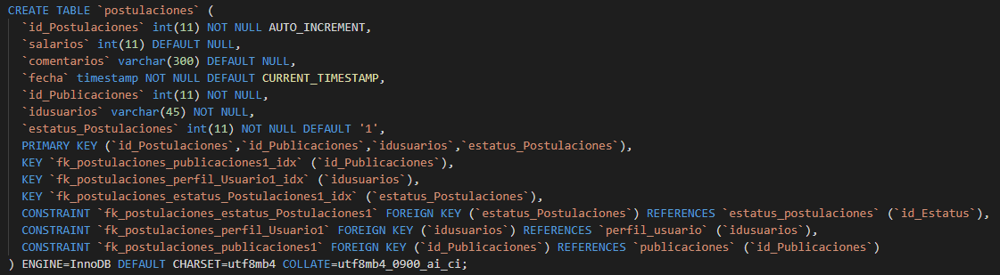 CREATE TABLE `postulaciones` (
  `id_Postulaciones` int(11) NOT NULL AUTO_INCREMENT,
  `salarios` int(11) DEFAULT NULL,
  `comentarios` varchar(300) DEFAULT NULL,
  `fecha` timestamp NOT NULL DEFAULT CURRENT_TIMESTAMP,
  `id_Publicaciones` int(11) NOT NULL,
  `idusuarios` varchar(45) NOT NULL,
  `estatus_Postulaciones` int(11) NOT NULL DEFAULT '1',
  PRIMARY KEY (`id_Postulaciones`,`id_Publicaciones`,`idusuarios`,`estatus_Postulaciones`),
  KEY `fk_postulaciones_publicaciones1_idx` (`id_Publicaciones`),
  KEY `fk_postulaciones_perfil_Usuario1_idx` (`idusuarios`),
  KEY `fk_postulaciones_estatus_Postulaciones1_idx` (`estatus_Postulaciones`),
  CONSTRAINT `fk_postulaciones_estatus_Postulaciones1` FOREIGN KEY (`estatus_Postulaciones`) REFERENCES `estatus_postulaciones` (`id_Estatus`),
  CONSTRAINT `fk_postulaciones_perfil_Usuario1` FOREIGN KEY (`idusuarios`) REFERENCES `perfil_usuario` (`idusuarios`),
  CONSTRAINT `fk_postulaciones_publicaciones1` FOREIGN KEY (`id_Publicaciones`) REFERENCES `publicaciones` (`id_Publicaciones`)
) ENGINE=InnoDB DEFAULT CHARSET=utf8mb4 COLLATE=utf8mb4_0900_ai_ci;